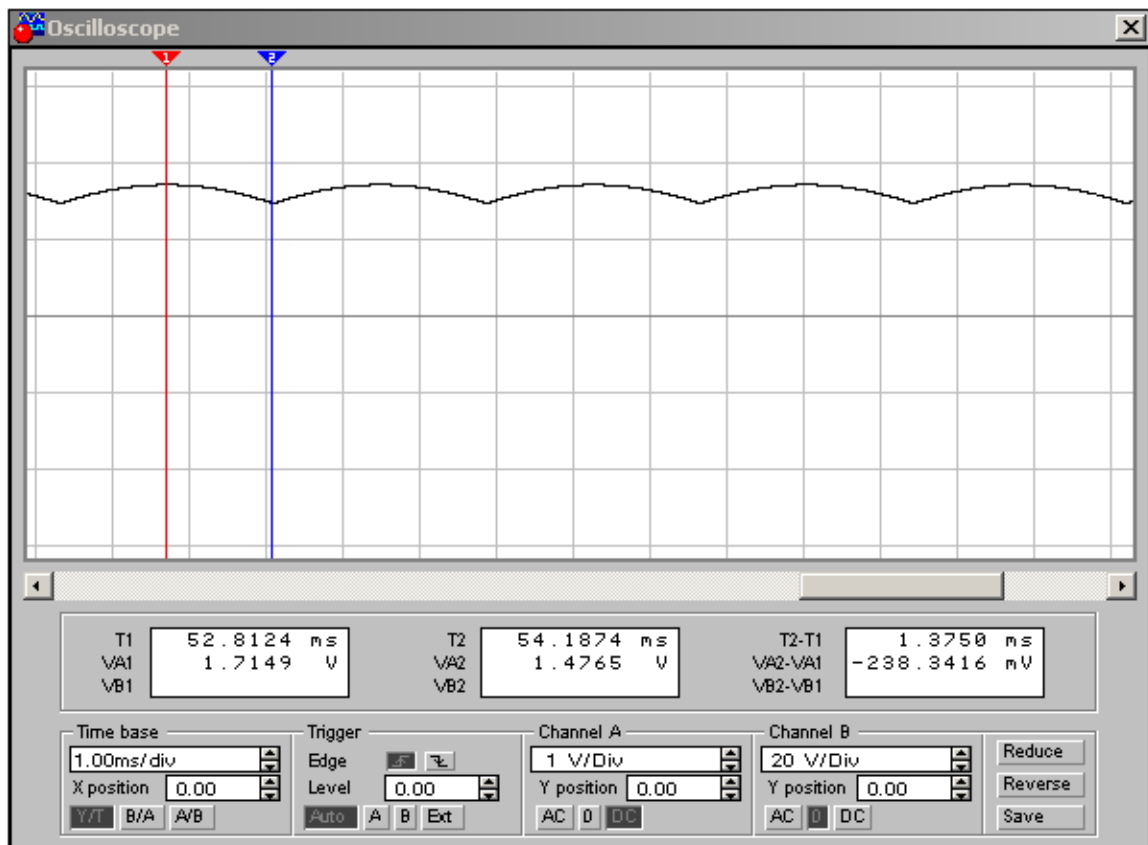 Oscilloscope
1 2
T1 52.8124 ms T2 54.1874 ms T2-T1 1.3750 ms
VA1 1.7149 V VA2 1.4765 V VA2-VA1 -238.3416 mV
VB1 VB2 VB2-VB1
Time base Trigger Channel A Channel B
1.00ms/div Edge 1 V/Div 20 V/Div Reduce
X position 0.00 Level 0.00 Y position 0.00 Y position 0.00 Reverse
Y/T B/A A/B Auto A B Ext AC 0 DC AC 0 DC Save